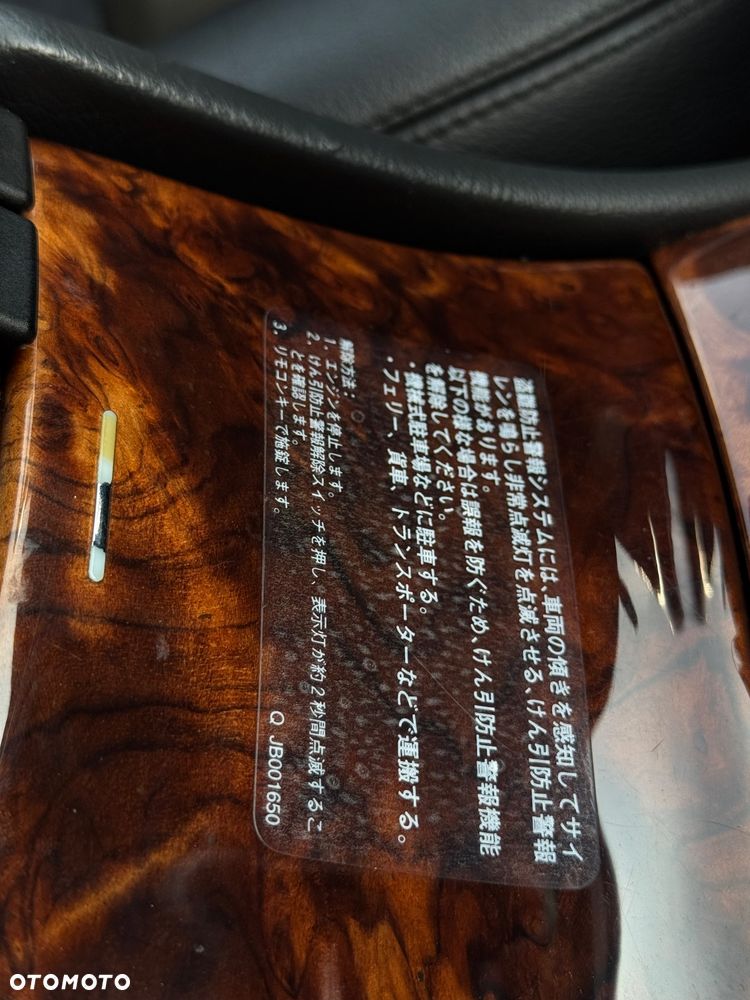 盗難防止警報システムには、車両の傾きを感知してサイ
レンを鳴らし非常点滅灯を点滅させる、けん引防止警報
機能があります。
以下の様な場合は誤報を防ぐため、けん引防止警報機能
を解除してください。
・機械式駐車場などに駐車する。
・フェリー、貨車、トランスポーターなどで運搬する。
解除方法：
1. エンジンを停止します。
2. けん引防止警報解除スイッチを押し、表示灯が約2秒間点滅するこ
とを確認します。
3. リモコンキーで施錠します。
Q JB001650
OTOMOTO